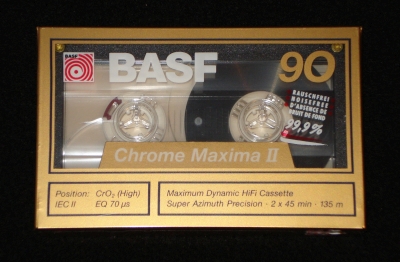 BASF
BASF
90
RAUSCHFREI
NOISEFREE
D'ABSENCE DE
BRUIT DE FOND
99,9%
Chrome Maxima II
Position: CrO₂ (High)
IEC II EQ 70 µs
Maximum Dynamic HiFi Cassette
Super Azimuth Precision · 2 x 45 min · 135 m